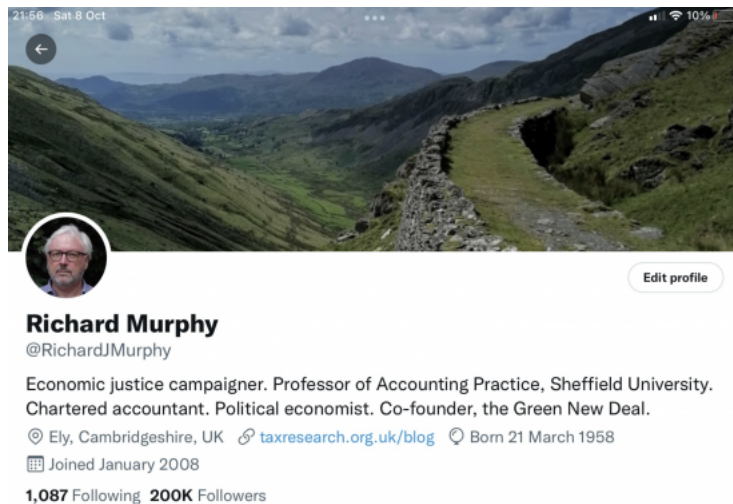 21:56 Sat 8 Oct
10%
Edit profile
Richard Murphy
@RichardJMurphy
Economic justice campaigner. Professor of Accounting Practice, Sheffield University.
Chartered accountant. Political economist. Co-founder, the Green New Deal.
Ely, Cambridgeshire, UK taxresearch.org.uk/blog Born 21 March 1958
Joined January 2008
1,087 Following 200K Followers